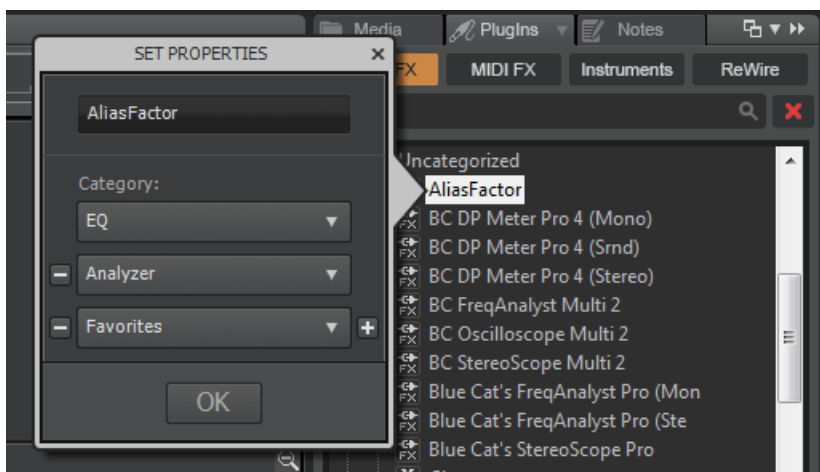 Media
PlugIns
Notes
SET PROPERTIES
FX
MIDI FX
Instruments
ReWire
AliasFactor
Category:
EQ
Analyzer
Favorites
OK
Uncategorized
AliasFactor
BC DP Meter Pro 4 (Mono)
BC DP Meter Pro 4 (Srnd)
BC DP Meter Pro 4 (Stereo)
BC FreqAnalyst Multi 2
BC Oscilloscope Multi 2
BC StereoScope Multi 2
Blue Cat's FreqAnalyst Pro (Mon
Blue Cat's FreqAnalyst Pro (Ste
Blue Cat's StereoScope Pro